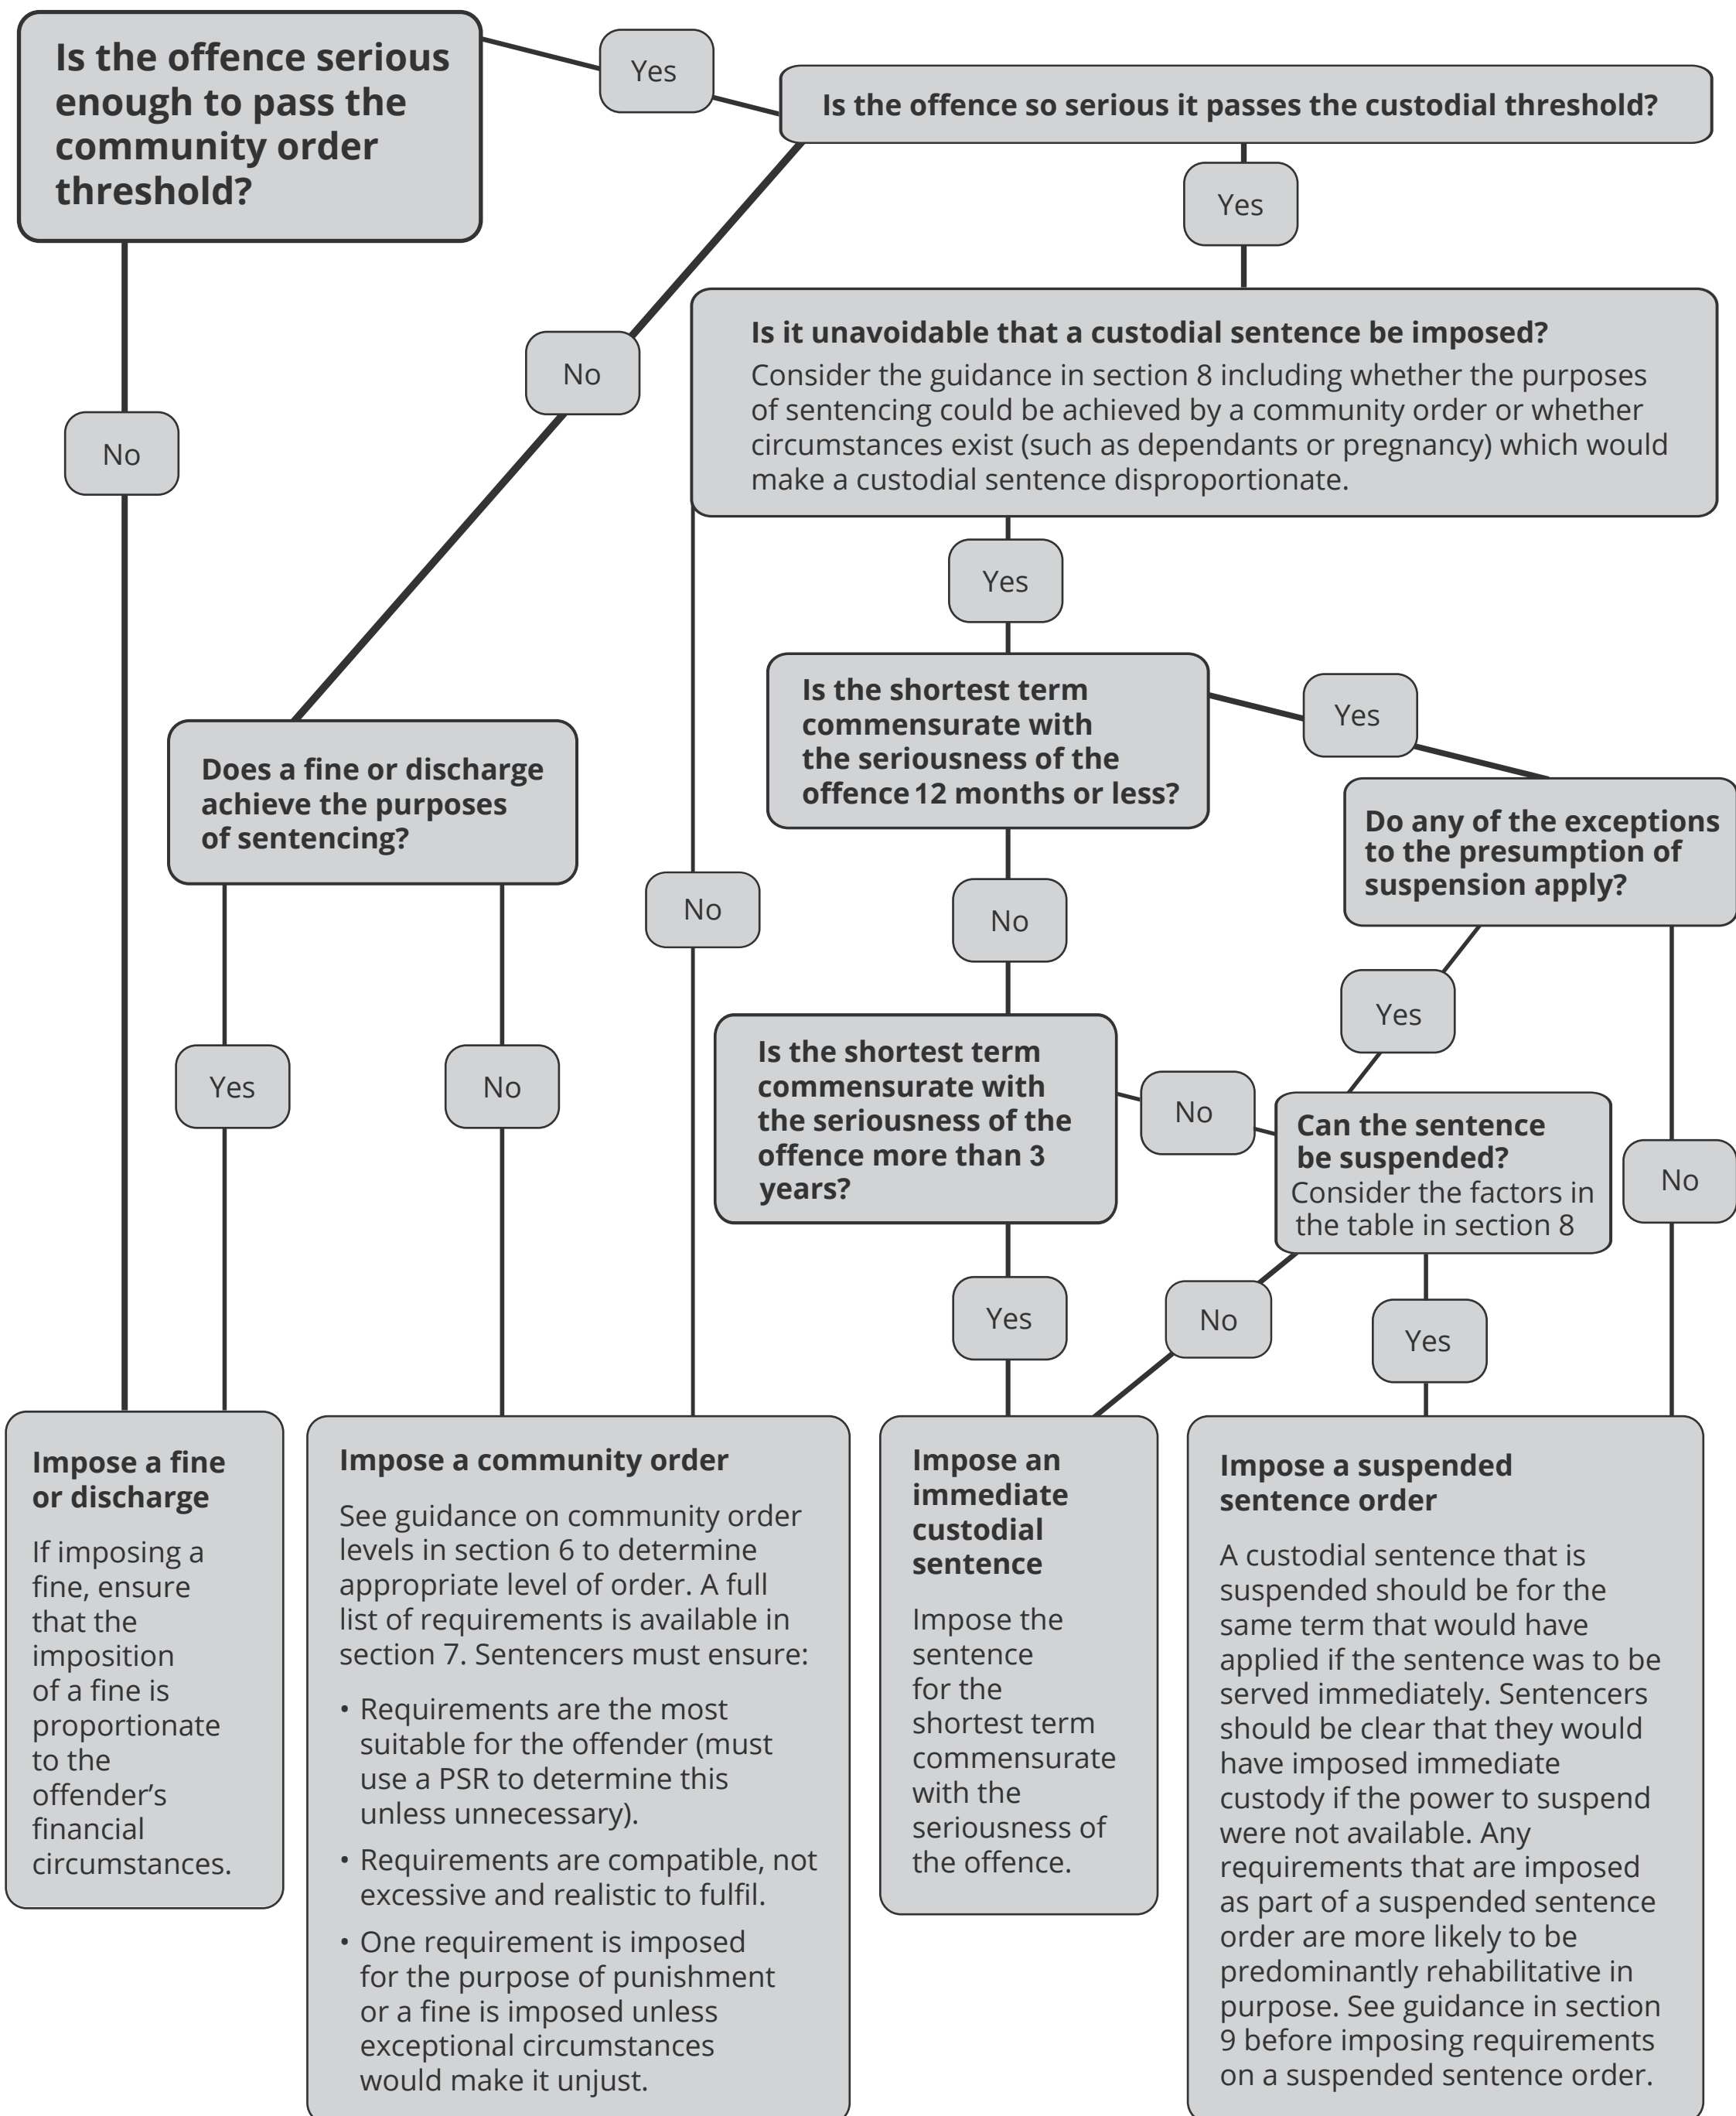 Is the offence serious
enough to pass the
community order
threshold?
Yes
Is the offence so serious it passes the custodial threshold?
Yes
No
Is it unavoidable that a custodial sentence be imposed?
Consider the guidance in section 8 including whether the purposes
of sentencing could be achieved by a community order or whether
circumstances exist (such as dependants or pregnancy) which would
make a custodial sentence disproportionate.
No
Yes
Is the shortest term
commensurate with
the seriousness of the
offence 12 months or less?
Yes
Does a fine or discharge
achieve the purposes
of sentencing?
Do any of the exceptions
to the presumption of
suspension apply?
No
No
Yes
Is the shortest term
commensurate with
the seriousness of the
offence more than 3
years?
Yes
No
No
Can the sentence
be suspended?
Consider the factors in
the table in section 8
No
Yes
No
Yes
Impose a fine
or discharge
If imposing a
fine, ensure
that the
imposition
of a fine is
proportionate
to the
offender’s
financial
circumstances.
Impose a community order
See guidance on community order
levels in section 6 to determine
appropriate level of order. A full
list of requirements is available in
section 7. Sentencers must ensure:
• Requirements are the most
suitable for the offender (must
use a PSR to determine this
unless unnecessary).
• Requirements are compatible, not
excessive and realistic to fulfil.
• One requirement is imposed
for the purpose of punishment
or a fine is imposed unless
exceptional circumstances
would make it unjust.
Impose an
immediate
custodial
sentence
Impose the
sentence
for the
shortest term
commensurate
with the
seriousness of
the offence.
Impose a suspended
sentence order
A custodial sentence that is
suspended should be for the
same term that would have
applied if the sentence was to be
served immediately. Sentencers
should be clear that they would
have imposed immediate
custody if the power to suspend
were not available. Any
requirements that are imposed
as part of a suspended sentence
order are more likely to be
predominantly rehabilitative in
purpose. See guidance in section
9 before imposing requirements
on a suspended sentence order.